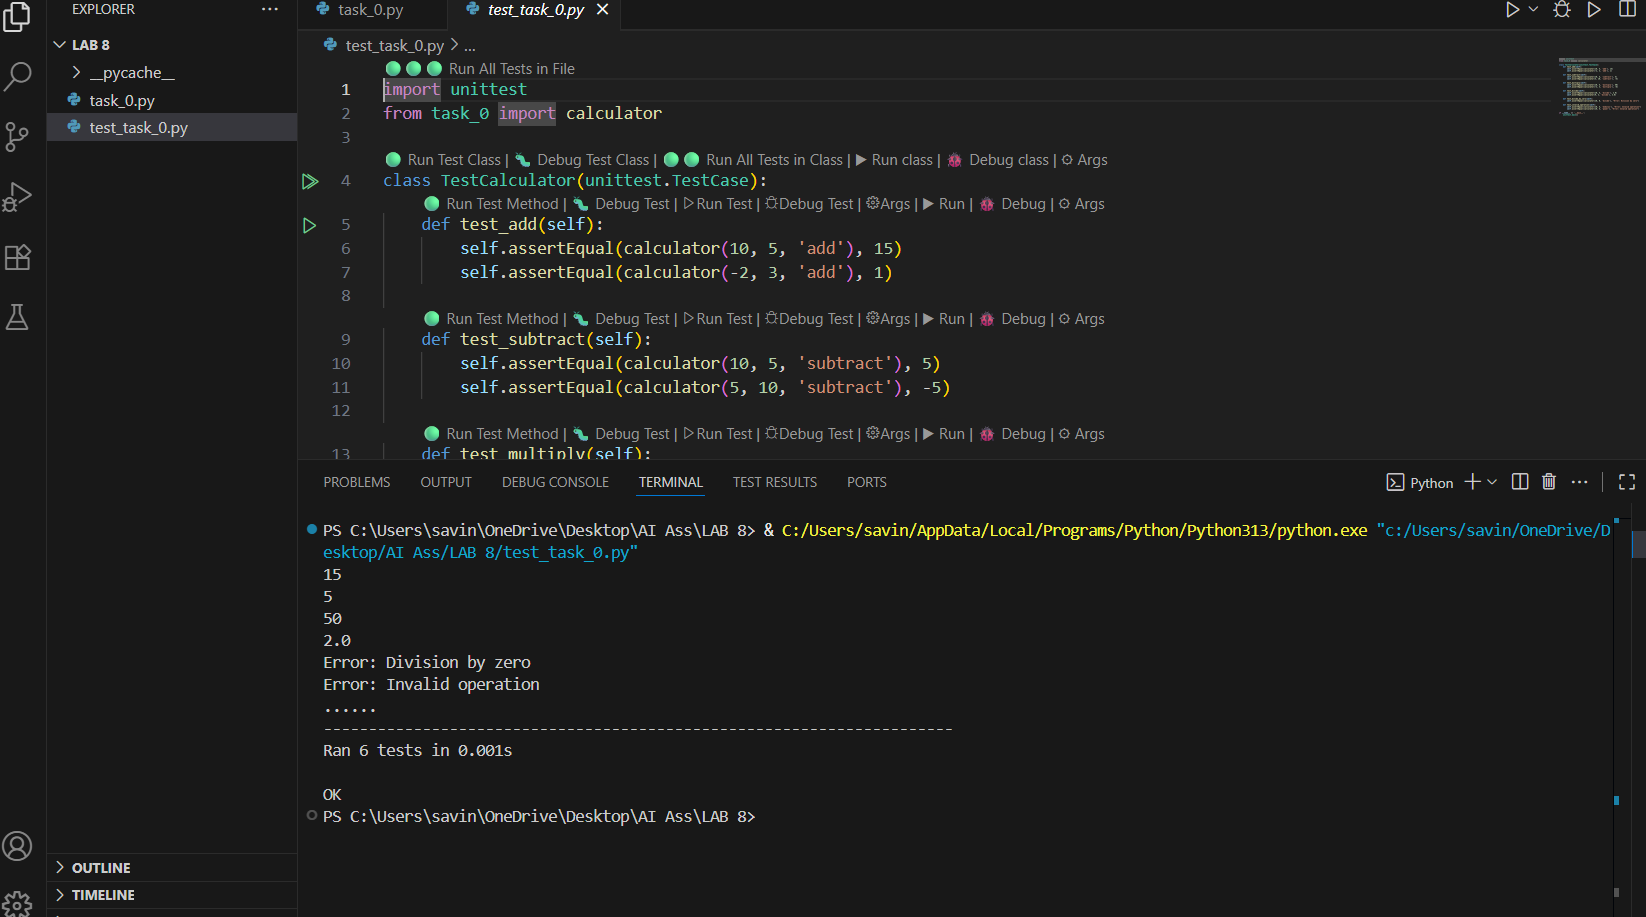 EXPLORER
LAB 8
__pycache__
task_0.py
test_task_0.py
OUTLINE
TIMELINE
task_0.py
test_task_0.py
test_task_0.py > ...
Run All Tests in File
1 import unittest
2 from task_0 import calculator
3
Run Test Class | Debug Test Class | Run All Tests in Class | Run class | Debug class | Args
4 class TestCalculator(unittest.TestCase):
Run Test Method | Debug Test | Run Test | Debug Test | Args | Run | Debug | Args
5 def test_add(self):
6 self.assertEqual(calculator(10, 5, 'add'), 15)
7 self.assertEqual(calculator(-2, 3, 'add'), 1)
8
Run Test Method | Debug Test | Run Test | Debug Test | Args | Run | Debug | Args
9 def test_subtract(self):
10 self.assertEqual(calculator(10, 5, 'subtract'), 5)
11 self.assertEqual(calculator(5, 10, 'subtract'), -5)
12
Run Test Method | Debug Test | Run Test | Debug Test | Args | Run | Debug | Args
13 def test_multiply(self):
PROBLEMS OUTPUT DEBUG CONSOLE TERMINAL TEST RESULTS PORTS
Python
PS C:\Users\savin\OneDrive\Desktop\AI Ass\LAB 8> & C:/Users/savin/AppData/Local/Programs/Python/Python313/python.exe "c:/Users/savin/OneDrive/D
esktop/AI Ass/LAB 8/test_task_0.py"
15
5
50
2.0
Error: Division by zero
Error: Invalid operation
......
----------------------------------------------------------------------
Ran 6 tests in 0.001s
OK
PS C:\Users\savin\OneDrive\Desktop\AI Ass\LAB 8>